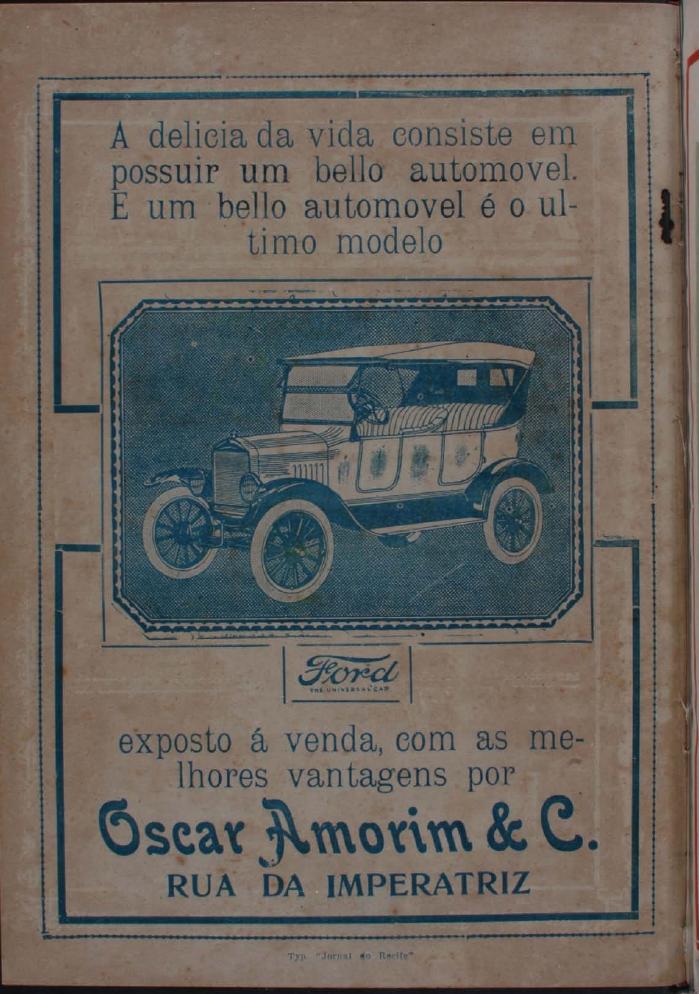 A delicia da vida consiste em
possuir um bello automovel.
E um bello automovel é o ul-
timo modelo
Ford
THE UNIVERSAL CAR
exposto á venda, com as me-
lhores vantagens por
Oscar Amorim & C.
RUA DA IMPERATRIZ
Typ. "Jornal do Recife"